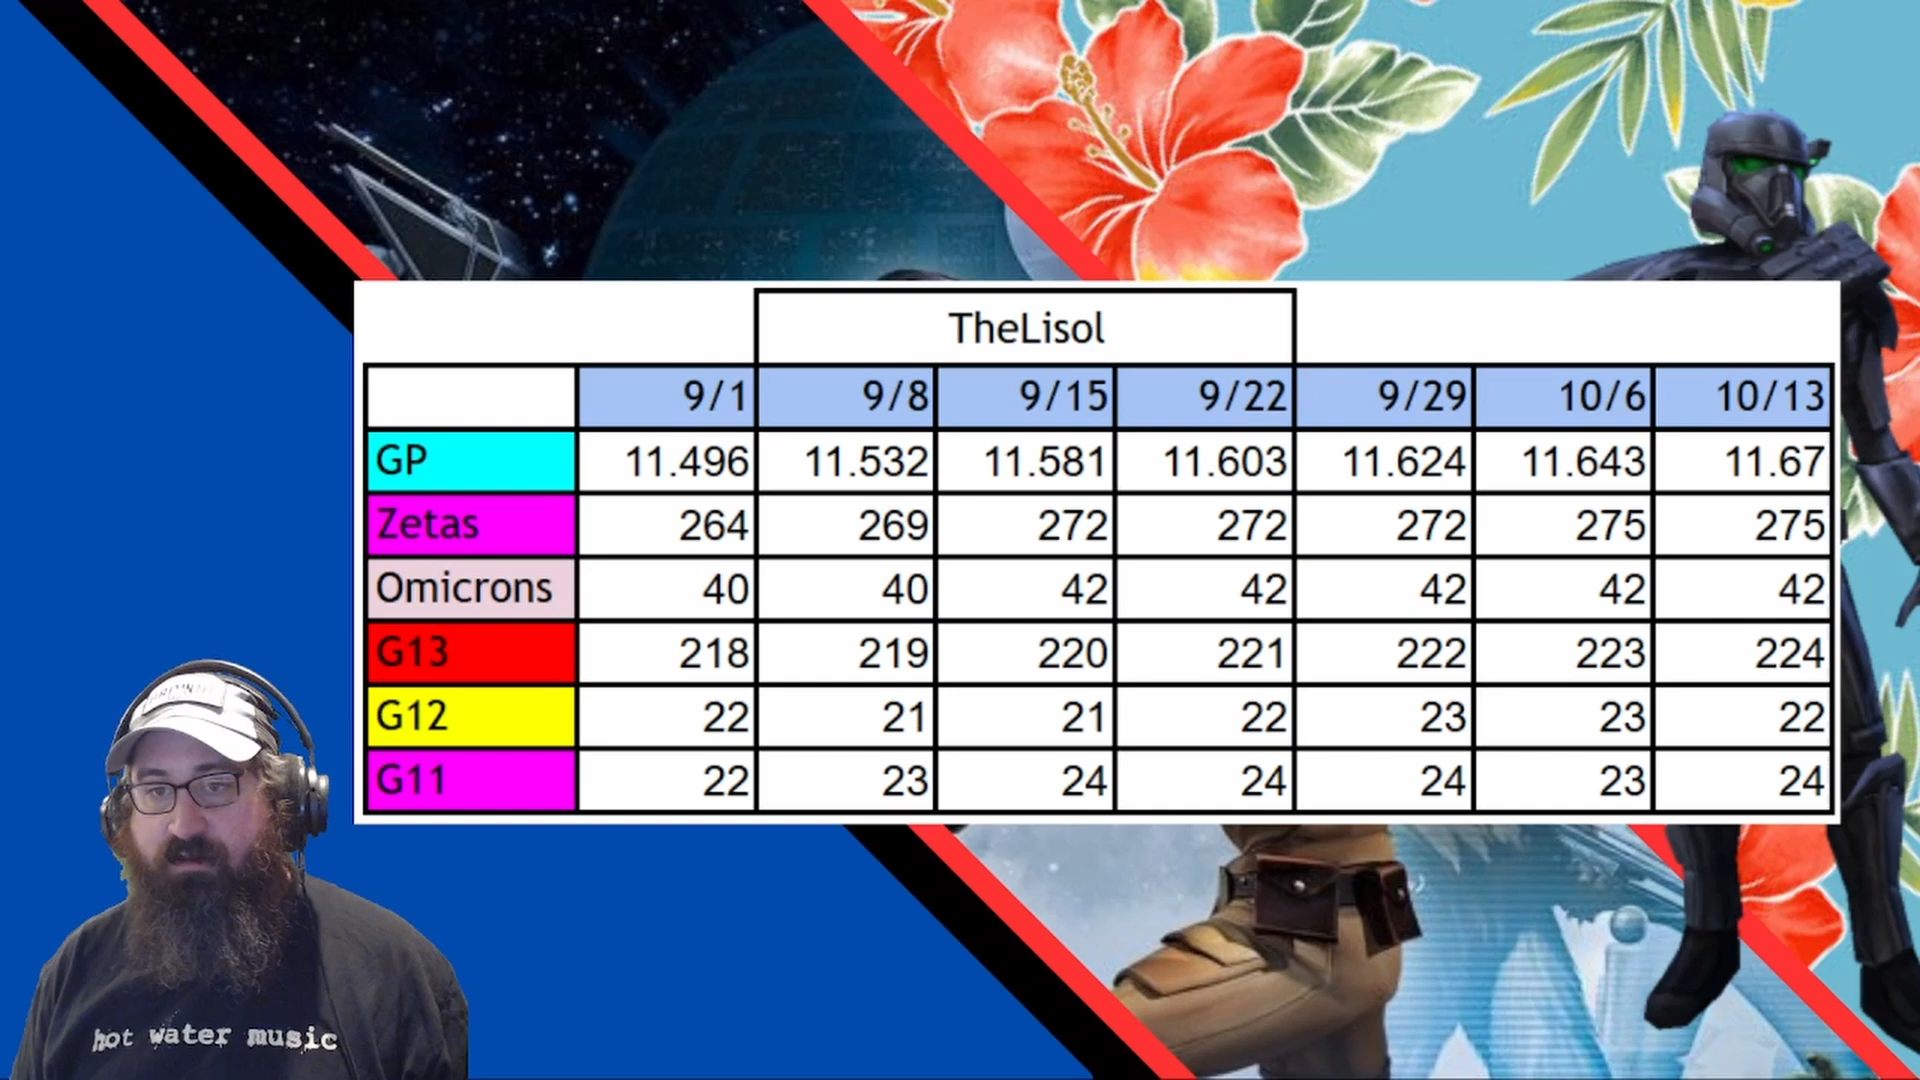 TheLisol
9/1 9/8 9/15 9/22 9/29 10/6 10/13
GP 11.496 11.532 11.581 11.603 11.624 11.643 11.67
Zetas 264 269 272 272 272 275 275
Omicrons 40 40 42 42 42 42 42
G13 218 219 220 221 222 223 224
G12 22 21 21 22 23 23 22
G11 22 23 24 24 24 23 24
hot water music